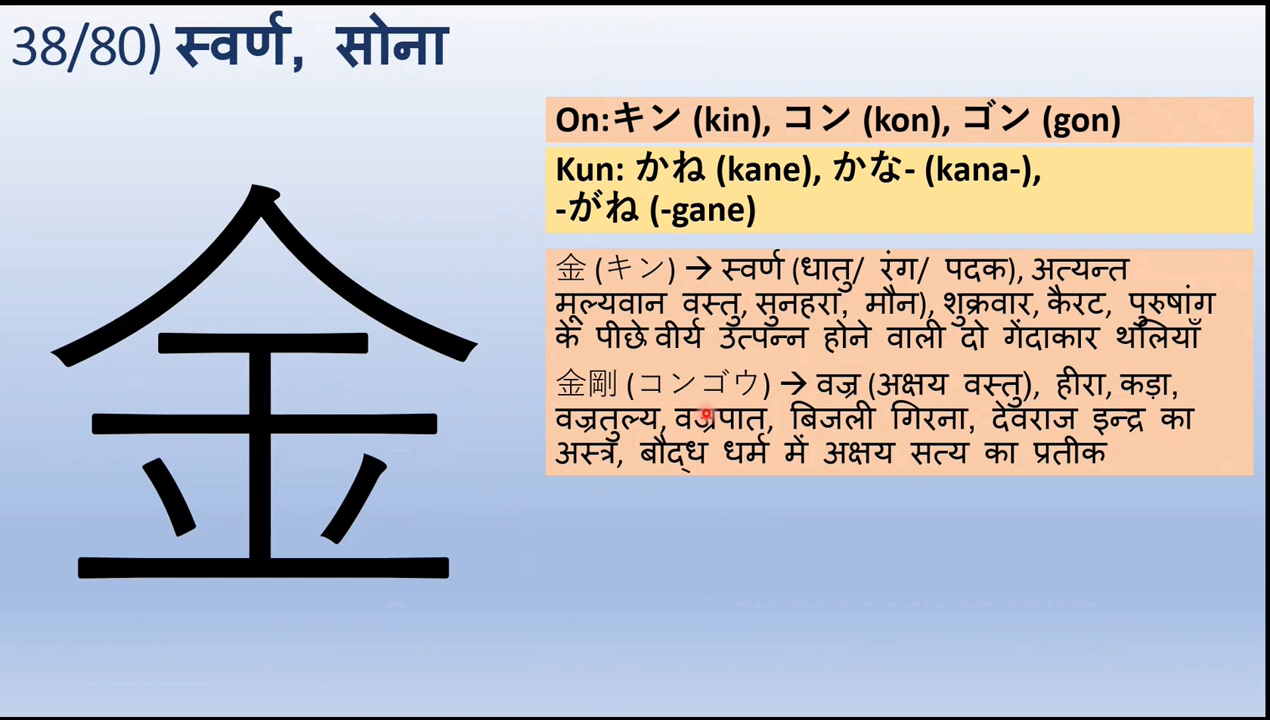 38/80) स्वर्ण, सोना
On:キン (kin), コン (kon), ゴン (gon)
Kun: かね (kane), かな- (kana-),
-がね (-gane)
金
金 (キン) → स्वर्ण (धातु/ रंग/ पदक), अत्यन्त
मूल्यवान वस्तु, सुनहरा, मौन), शुक्रवार, कैरट, पुरुषांग
के पीछे वीर्य उत्पन्न होने वाली दो गेंदाकार थौलियाँ
金剛 (コンゴウ) → वज्र (अक्षय वस्तु), हीरा, कड़ा,
वज्रतुल्य, वज्रपात, बिजली गिरना, देवराज इन्द्र का
अस्त्र, बौद्ध धर्म में अक्षय सत्य का प्रतीक